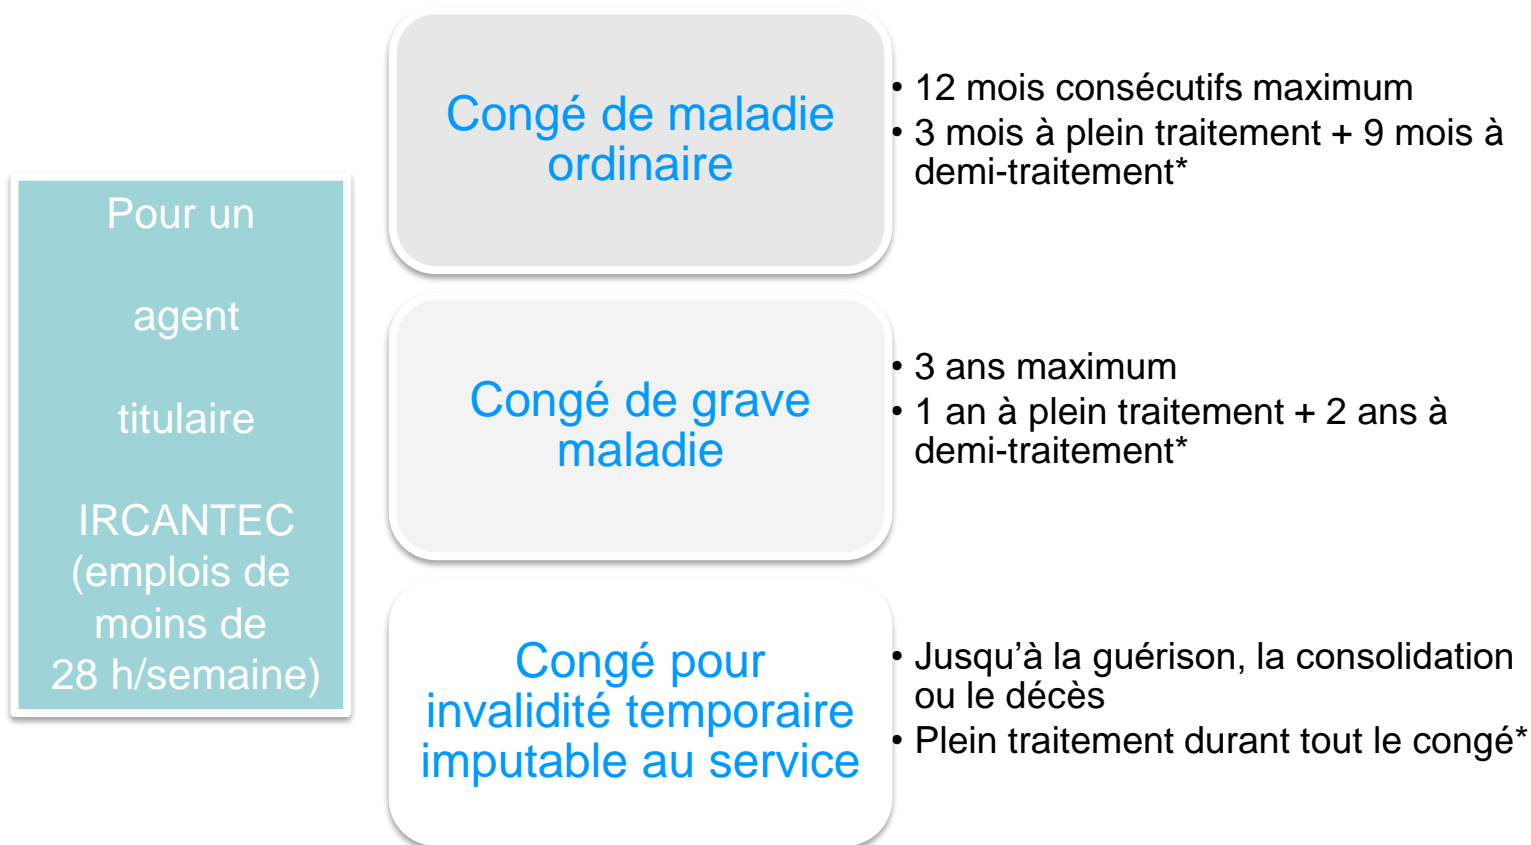 Pour un
agent
titulaire
IRCANTEC
(emplois de
moins de
28 h/semaine)
Congé de maladie
ordinaire
• 12 mois consécutifs maximum
• 3 mois à plein traitement + 9 mois à
demi-traitement*
Congé de grave
maladie
• 3 ans maximum
• 1 an à plein traitement + 2 ans à
demi-traitement*
Congé pour
invalidité temporaire
imputable au service
• Jusqu’à la guérison, la consolidation
ou le décès
• Plein traitement durant tout le congé*